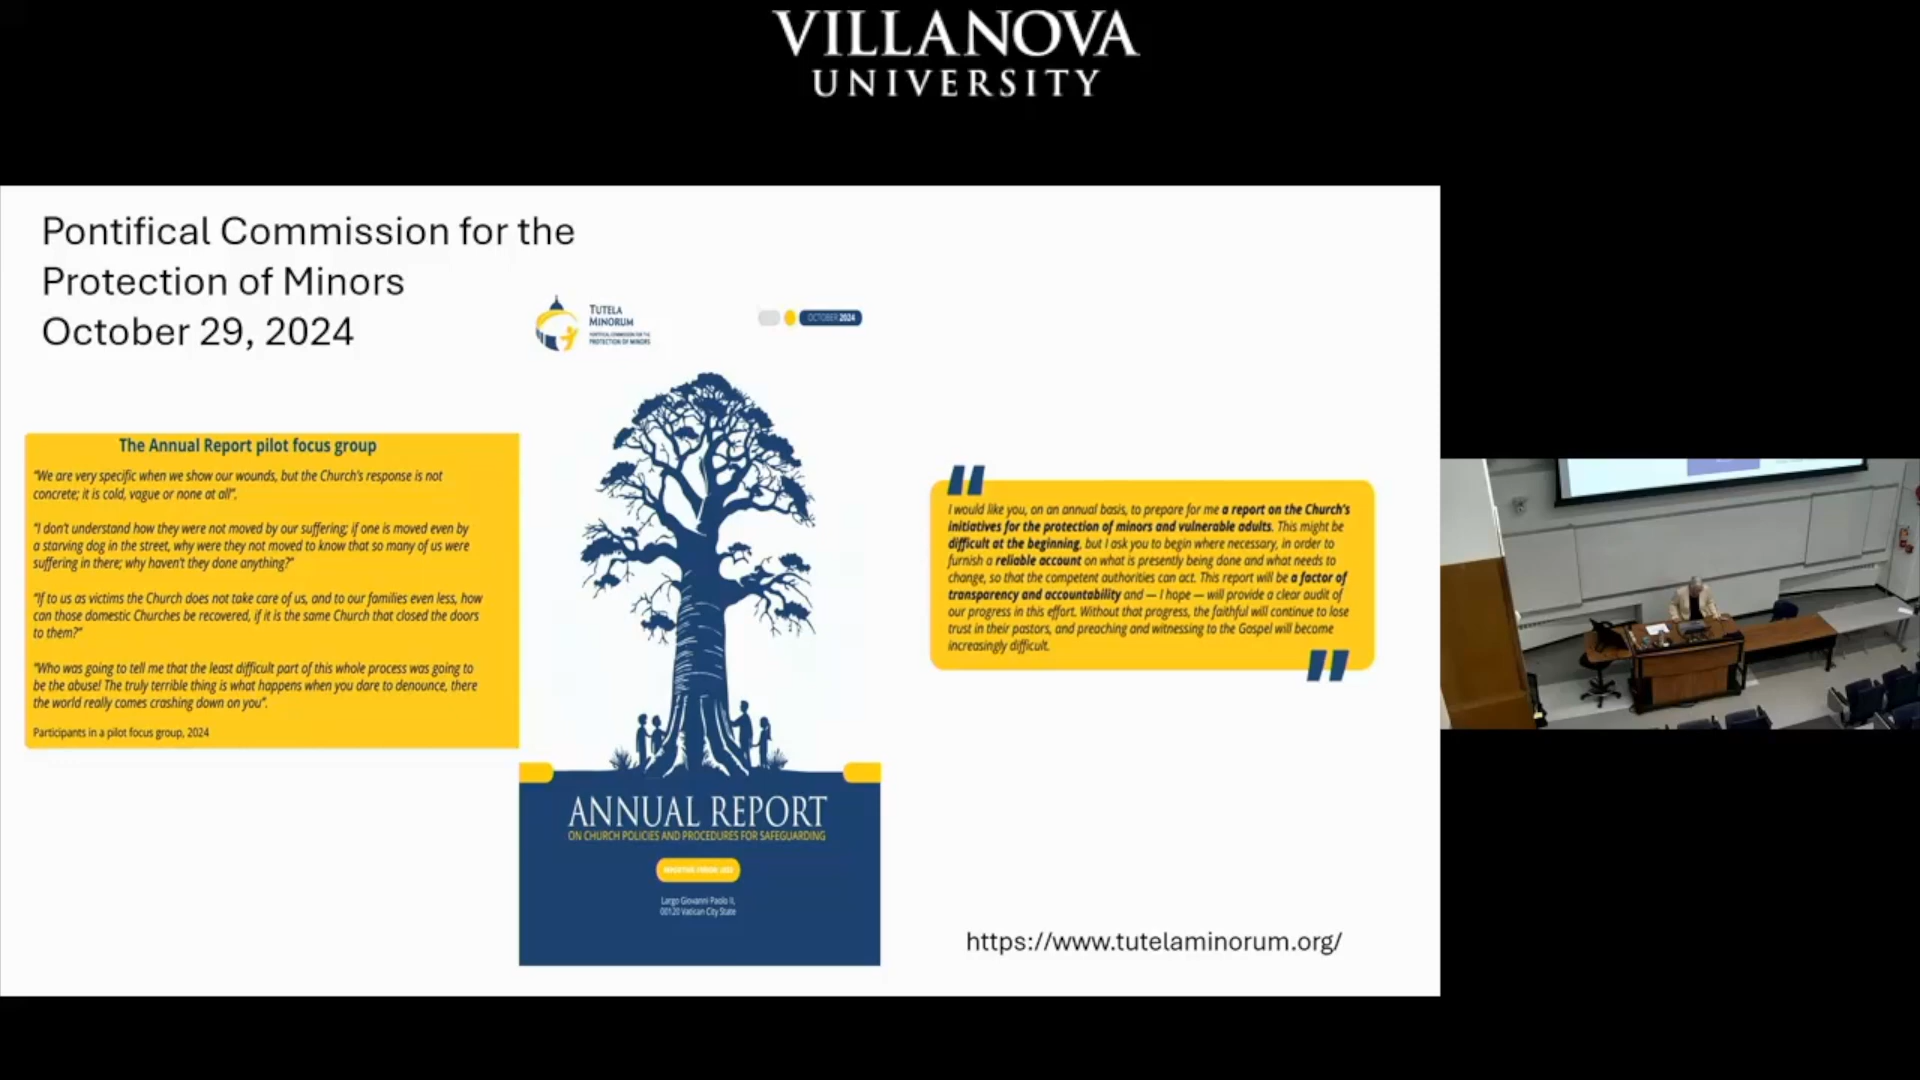 VILLANOVA
UNIVERSITY
Pontifical Commission for the
Protection of Minors
October 29, 2024
TUTELA
MINORUM
PONTIFICAL COMMISSION FOR THE
PROTECTION OF MINORS
OCTOBER 2024
The Annual Report pilot focus group
“We are very specific when we show our wounds, but the Church’s response is not
concrete; it is cold, vague or none at all”.
“I don’t understand how they were not moved by our suffering; if one is moved even by
a starving dog in the street, why were they not moved to know that so many of us were
suffering in there; why haven’t they done anything?”
“If to us as victims the Church does not take care of us, and to our families even less, how
can those domestic Churches be recovered, if it is the same Church that closed the doors
to them?”
“Who was going to tell me that the least difficult part of this whole process was going to
be the abuse! The truly terrible thing is what happens when you dare to denounce, there
the world really comes crashing down on you”.
Participants in a pilot focus group, 2024
ANNUAL REPORT
ON CHURCH POLICIES AND PROCEDURES FOR SAFEGUARDING
Largo Giovanni Paolo II,
00120 Vatican City State
"
I would like you, on an annual basis, to prepare for me a report on the Church’s
initiatives for the protection of minors and vulnerable adults. This might be
difficult at the beginning, but I ask you to begin where necessary, in order to
furnish a reliable account on what is presently being done and what needs to
change, so that the competent authorities can act. This report will be a factor of
transparency and accountability and — I hope — will provide a clear audit of
our progress in this effort. Without that progress, the faithful will continue to lose
trust in their pastors, and preaching and witnessing to the Gospel will become
increasingly difficult.
"
https://www.tutelaminorum.org/